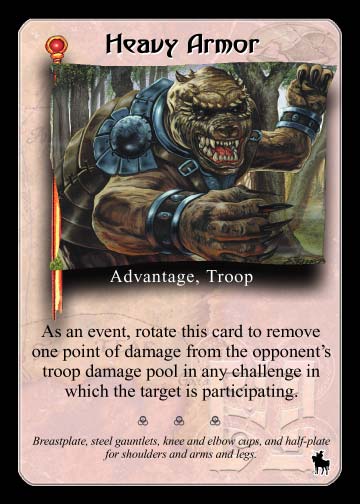 Heavy Armor
Advantage, Troop
As an event, rotate this card to remove
one point of damage from the opponent's
troop damage pool in any challenge in
which the target is participating.
Breastplate, steel gauntlets, knee and elbow cups, and half-plate
for shoulders and arms and legs.